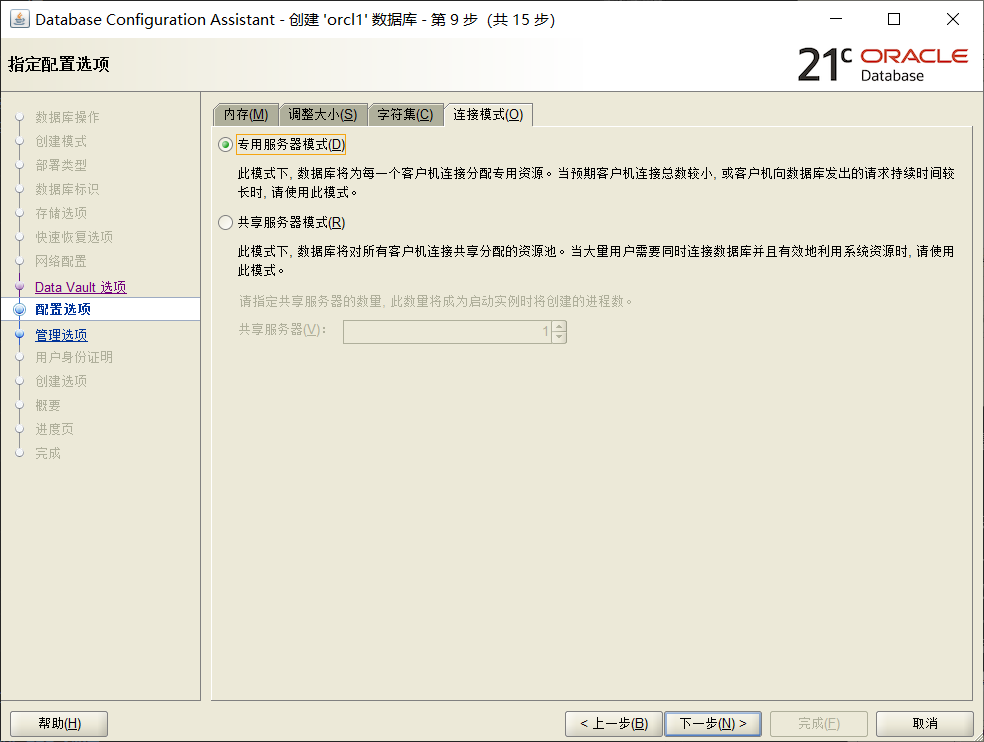 Database Configuration Assistant - 创建 'orcl1' 数据库 - 第 9 步 (共 15 步)
指定配置选项
21c ORACLE
Database
数据库操作
创建模式
部署类型
数据库标识
存储选项
快速恢复选项
网络配置
Data Vault 选项
配置选项
管理选项
用户身份证明
创建选项
概要
进度页
完成
内存(M) 调整大小(S) 字符集(C) 连接模式(O)
专用服务器模式(D)
此模式下, 数据库将为每一个客户机连接分配专用资源。当预期客户机连接总数较小, 或客户机向数据库发出的请求持续时间较
长时, 请使用此模式。
共享服务器模式(R)
此模式下, 数据库将对所有客户机连接共享分配的资源池。当大量用户需要同时连接数据库并且有效地利用系统资源时, 请使用
此模式。
请指定共享服务器的数量, 此数量将成为启动实例时将创建的进程数。
共享服务器(V): 1
帮助(H) < 上一步(B) 下一步(N) > 完成(F) 取消